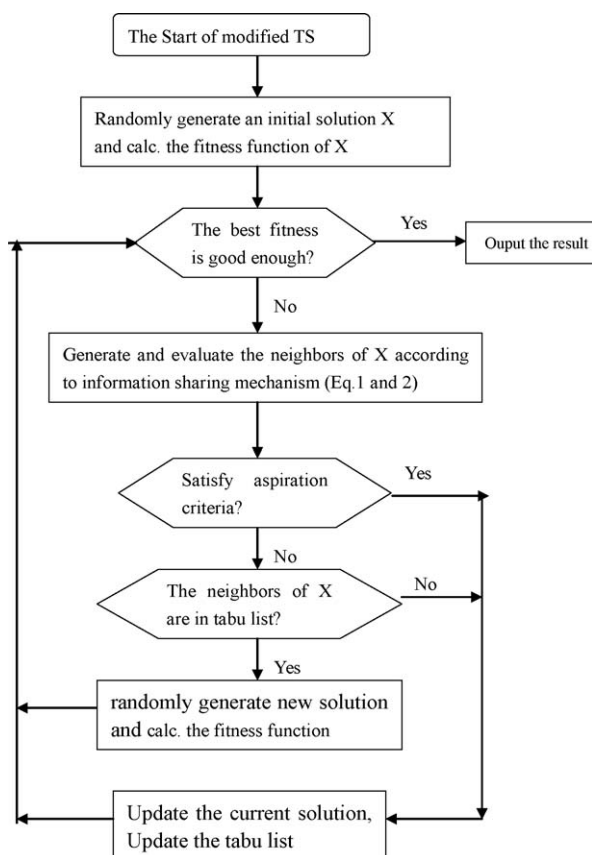 The Start of modified TS
Randomly generate an initial solution X
and calc. the fitness function of X
The best fitness
is good enough?
Yes
Ouput the result
No
Generate and evaluate the neighbors of X according
to information sharing mechanism (Eq.1 and 2)
Satisfy aspiration
criteria?
Yes
No
The neighbors of X
are in tabu list?
No
Yes
randomly generate new solution
and calc. the fitness function
Update the current solution,
Update the tabu list